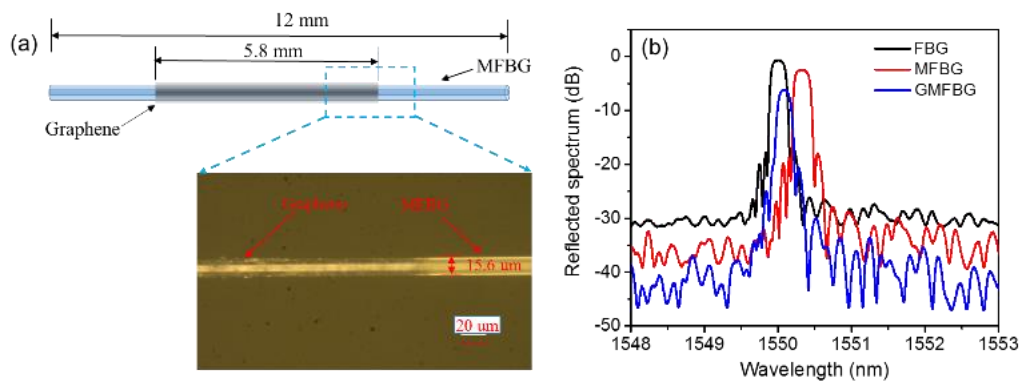 (a)
12 mm
5.8 mm
MFBG
Graphene
Graphene
MFBG
15.6 um
20 um
(b)
FBG
MFBG
GMFBG
Reflected spectrum (dB)
0
-10
-20
-30
-40
-50
1548 1549 1550 1551 1552 1553
Wavelength (nm)